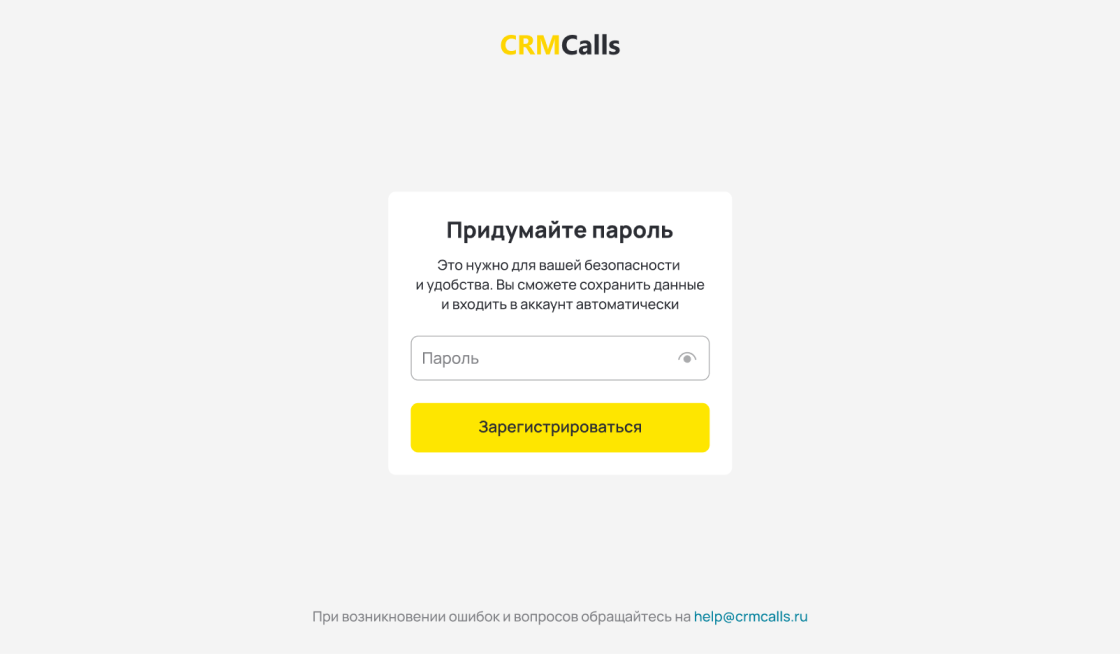 CRMCalls
Придумайте пароль
Это нужно для вашей безопасности
и удобства. Вы сможете сохранить данные
и входить в аккаунт автоматически
Пароль
Зарегистрироваться
При возникновении ошибок и вопросов обращайтесь на help@crmcalls.ru